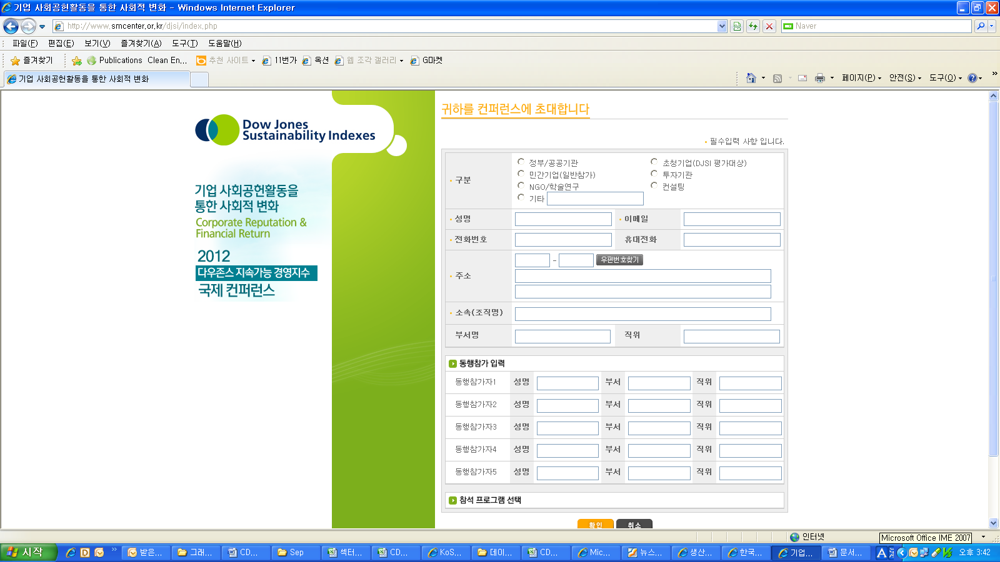 기업 사회공헌활동을 통한 사회적 변화 - Windows Internet Explorer
http://www.smcenter.or.kr/djsi/index.php
Naver
파일(F) 편집(E) 보기(V) 즐겨찾기(A) 도구(T) 도움말(H)
즐겨찾기 Publications Clean En... 추천 사이트 11번가 옥션 웹 조각 갤러리 G마켓
기업 사회공헌활동을 통한 사회적 변화
페이지(P) 안전(S) 도구(O)
Dow Jones
Sustainability Indexes
기업 사회공헌활동을
통한 사회적 변화
Corporate Reputation &
Financial Return
2012
다우존스 지속가능 경영지수
국제 컨퍼런스
귀하를 컨퍼런스에 초대합니다
• 필수입력 사항 입니다.
• 구분
정부/공공기관 초청기업(DJSI 평가대상)
민간기업(일반참가) 투자기관
NGO/학술연구 컨설팅
기타
• 성명 • 이메일
• 전화번호 휴대전화
• 주소 - 우편번호찾기
• 소속(조직명)
부서명 직위
동행참가 입력
동행참가자1 성명 부서 직위
동행참가자2 성명 부서 직위
동행참가자3 성명 부서 직위
동행참가자4 성명 부서 직위
동행참가자5 성명 부서 직위
참석 프로그램 선택
확인 취소
인터넷
Microsoft Office IME 2007
시작 받은... 그래... CD... Sep 섹터... CD... KoS... 데이... CD... Mic... 뉴스... 생산... 한국... 기업... 문서... A 오후 3:42